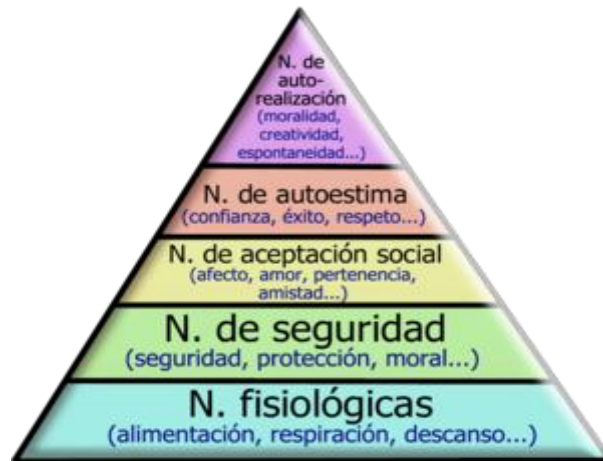 N. de
auto-
realización
(moralidad,
creatividad,
espontaneidad...)
N. de autoestima
(confianza, éxito, respeto...)
N. de aceptación social
(afecto, amor, pertenencia,
amistad...)
N. de seguridad
(seguridad, protección, moral...)
N. fisiológicas
(alimentación, respiración, descanso...)